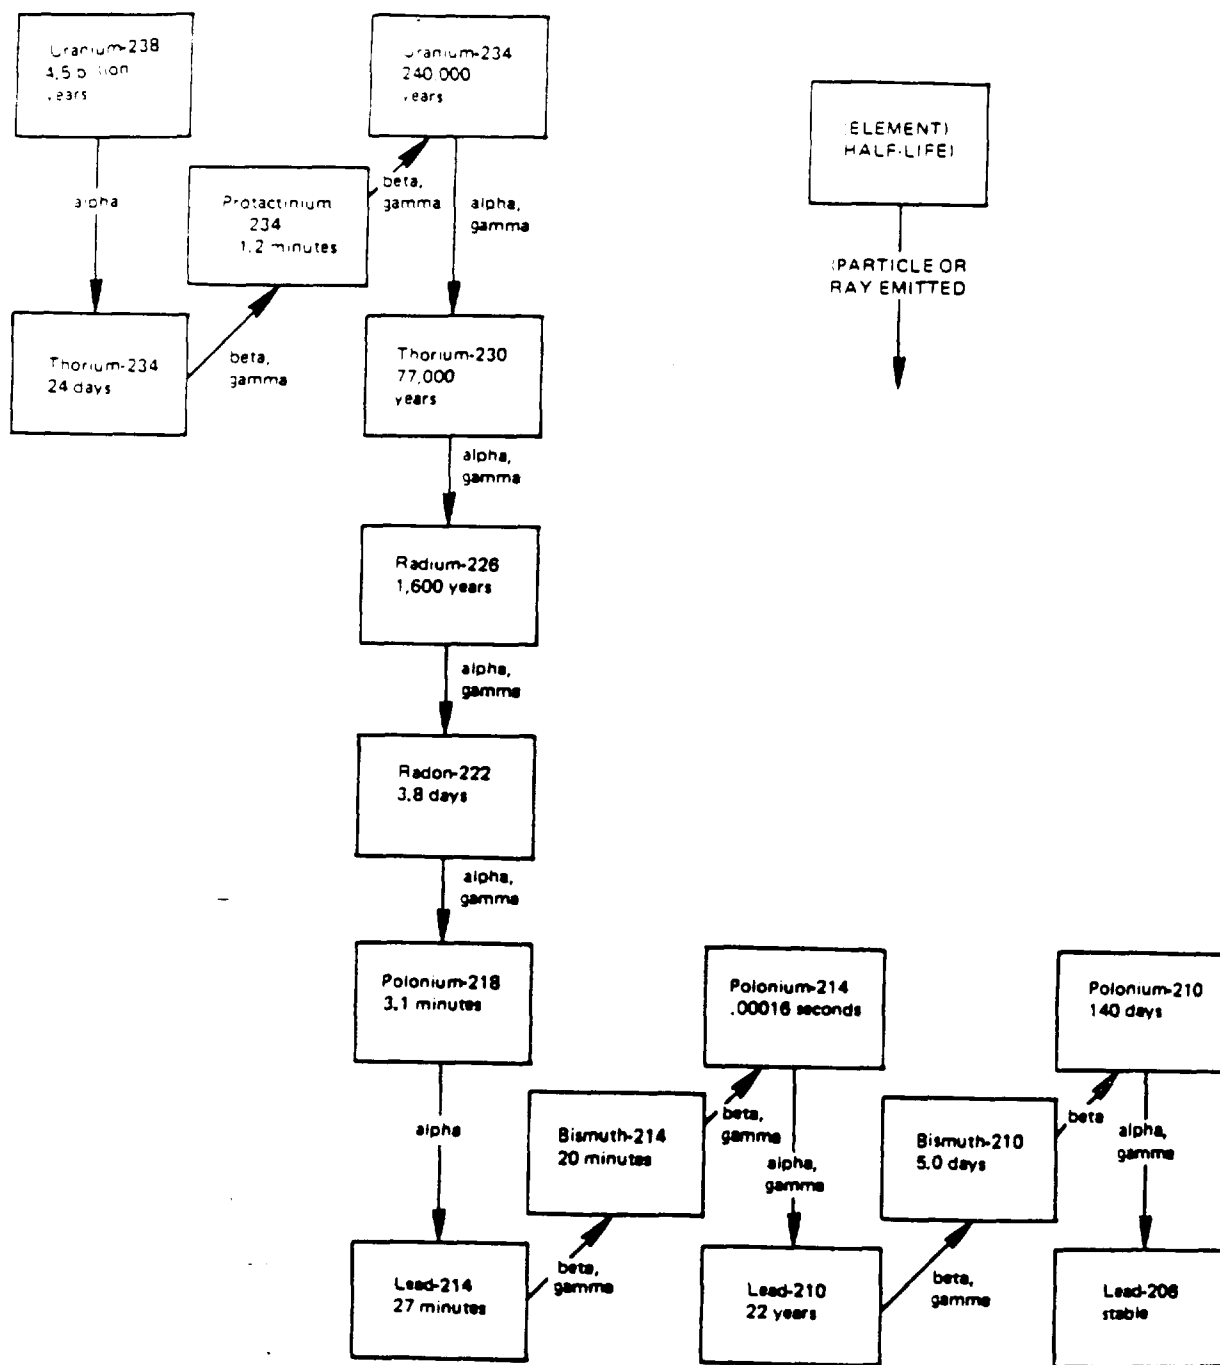 Uranium-238
4.5 billion
years
alpha
Thorium-234
24 days
beta,
gamma
Protactinium
234
1.2 minutes
beta,
gamma
Uranium-234
240,000
years
alpha,
gamma
Thorium-230
77,000
years
alpha,
gamma
Radium-226
1,600 years
alpha,
gamma
Radon-222
3.8 days
alpha,
gamma
Polonium-218
3.1 minutes
alpha
Lead-214
27 minutes
beta,
gamma
Bismuth-214
20 minutes
beta,
gamma
Polonium-214
.00016 seconds
alpha,
gamma
Lead-210
22 years
beta,
gamma
Bismuth-210
5.0 days
beta
Polonium-210
140 days
alpha,
gamma
Lead-206
stable
(ELEMENT)
HALF-LIFE)
(PARTICLE OR
RAY EMITTED